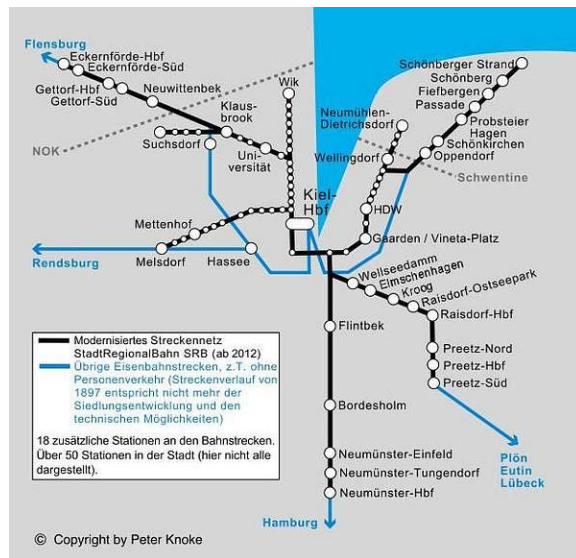 Flensburg
Eckernförde-Hbf
Eckernförde-Süd
Gettorf-Hbf
Gettorf-Süd
Neuwittenbek
Klaus-
brook
Suchsdorf
NOK
Uni-
versität
Wik
Kiel-
Hbf
Mettenhof
Melsdorf
Hassee
Rendsburg
Schönberger Strand
Schönberg
Fiefbergen
Passade
Probsteier
Hagen
Schönkirchen
Oppendorf
Schwentine
Neumühlen-
Dietrichsdorf
Wellingdorf
HDW
Gaarden / Vineta-Platz
Wellseedamm
Elmschenhagen
Kroog
Raisdorf-Ostseepark
Raisdorf-Hbf
Preetz-Nord
Preetz-Hbf
Preetz-Süd
Plön
Eutin
Lübeck
Flintbek
Bordesholm
Neumünster-Einfeld
Neumünster-Tungendorf
Neumünster-Hbf
Hamburg
Modernisiertes Streckennetz
StadtRegionalBahn SRB (ab 2012)
Übrige Eisenbahnstrecken, z.T. ohne
Personenverkehr (Streckenverlauf von
1897 entspricht nicht mehr der
Siedlungsentwicklung und den
technischen Möglichkeiten)
18 zusätzliche Stationen an den Bahnstrecken.
Über 50 Stationen in der Stadt (hier nicht alle
dargestellt).
© Copyright by Peter Knoke